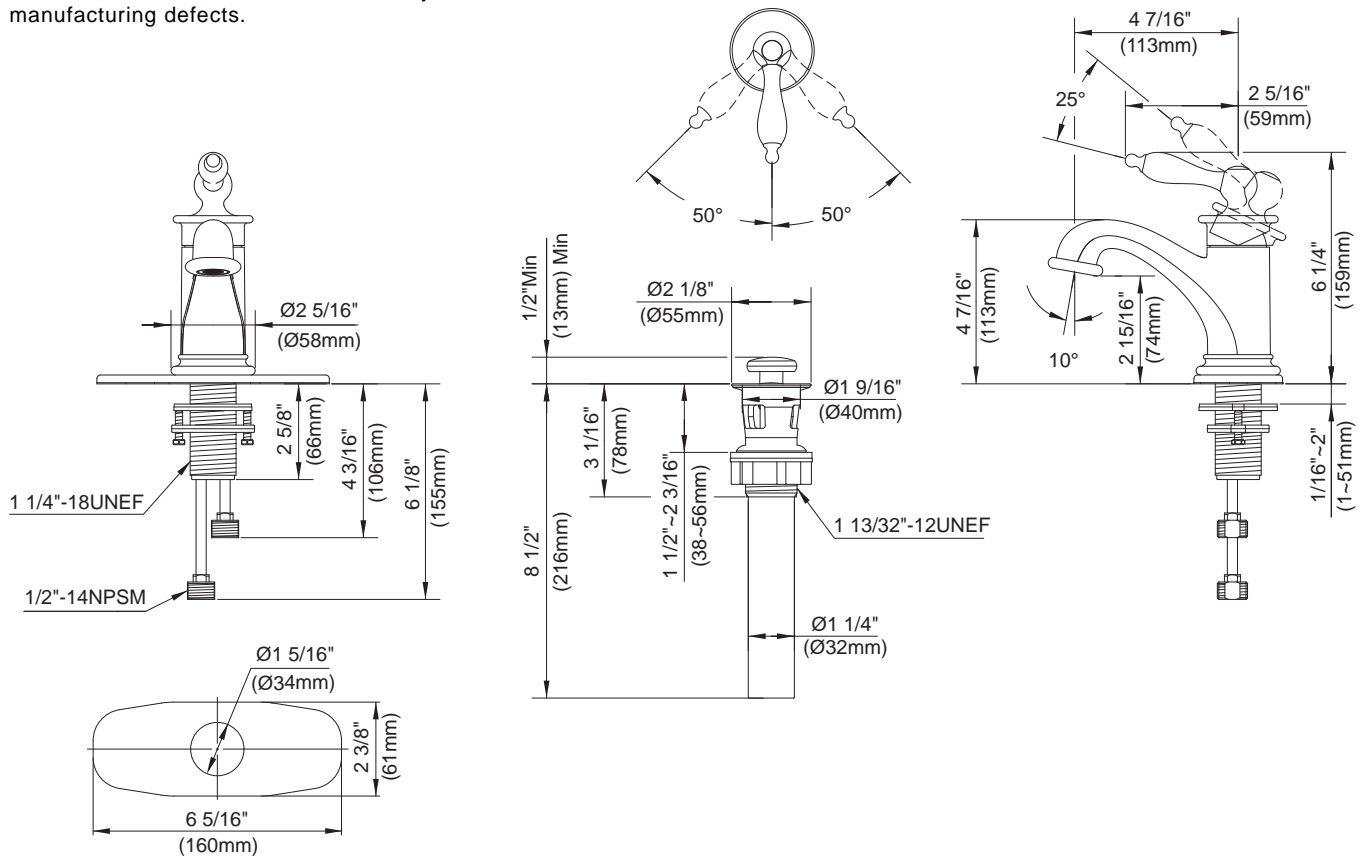 manufacturing defects.
Ø2 5/16"
(Ø58mm)
2 5/8"
(66mm)
4 3/16"
(106mm)
6 1/8"
(155mm)
1 1/4"-18UNEF
1/2"-14NPSM
Ø1 5/16"
(Ø34mm)
2 3/8"
(61mm)
6 5/16"
(160mm)
50°
50°
1/2"Min
(13mm) Min
Ø2 1/8"
(Ø55mm)
Ø1 9/16"
(Ø40mm)
3 1/16"
(78mm)
1 1/2"~2 3/16"
(38~56mm)
8 1/2"
(216mm)
1 13/32"-12UNEF
Ø1 1/4"
(Ø32mm)
4 7/16"
(113mm)
25°
2 5/16"
(59mm)
4 7/16"
(113mm)
10°
2 15/16"
(74mm)
6 1/4"
(159mm)
1/16"~2"
(1~51mm)